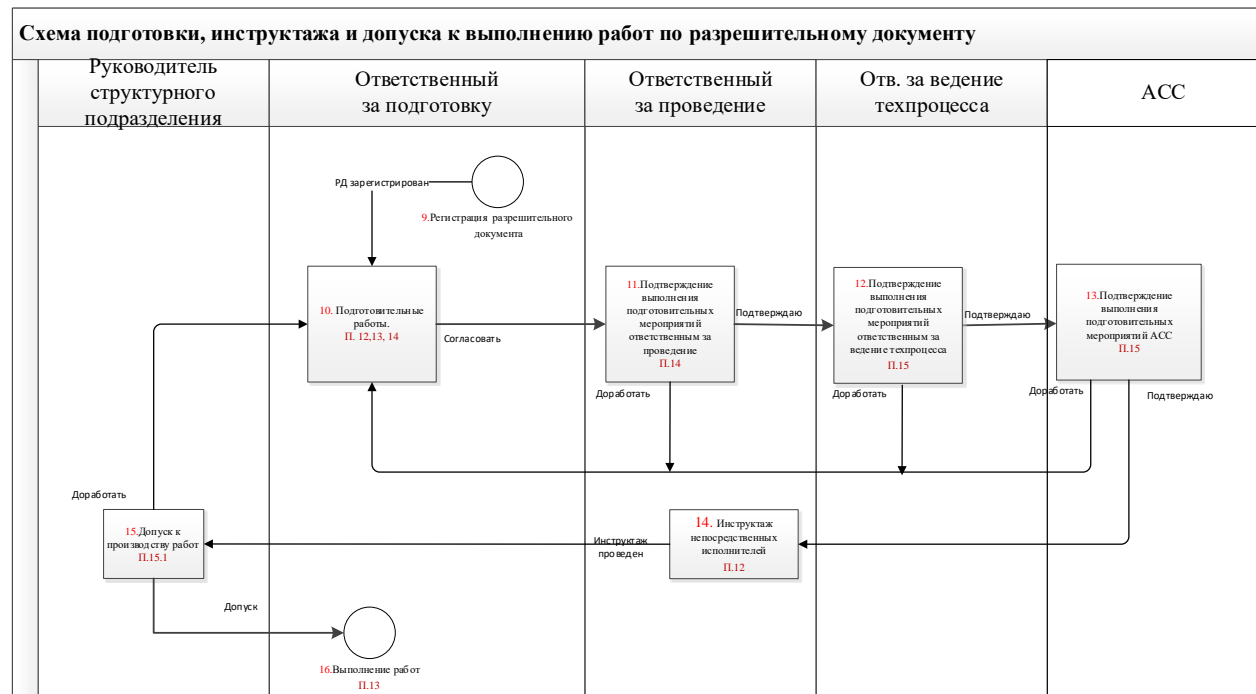 Схема подготовки, инструктажа и допуска к выполнению работ по разрешительному документу
Руководитель
структурного
подразделения
Ответственный
за подготовку
Ответственный
за проведение
Отв. за ведение
техпроцесса
АСС
РД зарегистрирован
9.Регистрация разрешительного
документа
10. Подготовительные
работы.
П. 12,13, 14
Согласовать
11.Подтверждение
выполнения
подготовительных
мероприятий
ответственным за
проведение
П.14
Подтверждаю
12.Подтверждение
выполнения
подготовительных
мероприятий
ответственным за
ведение техпроцесса
П.15
Подтверждаю
13.Подтверждение
выполнения
подготовительных
мероприятий АСС
П.15
Доработать
Доработать
Доработать
Подтверждаю
Доработать
15.Допуск к
производству работ
П.15.1
Инструктаж
проведен
14. Инструктаж
непосредственных
исполнителей
П.12
Допуск
16.Выполнение работ
П.13